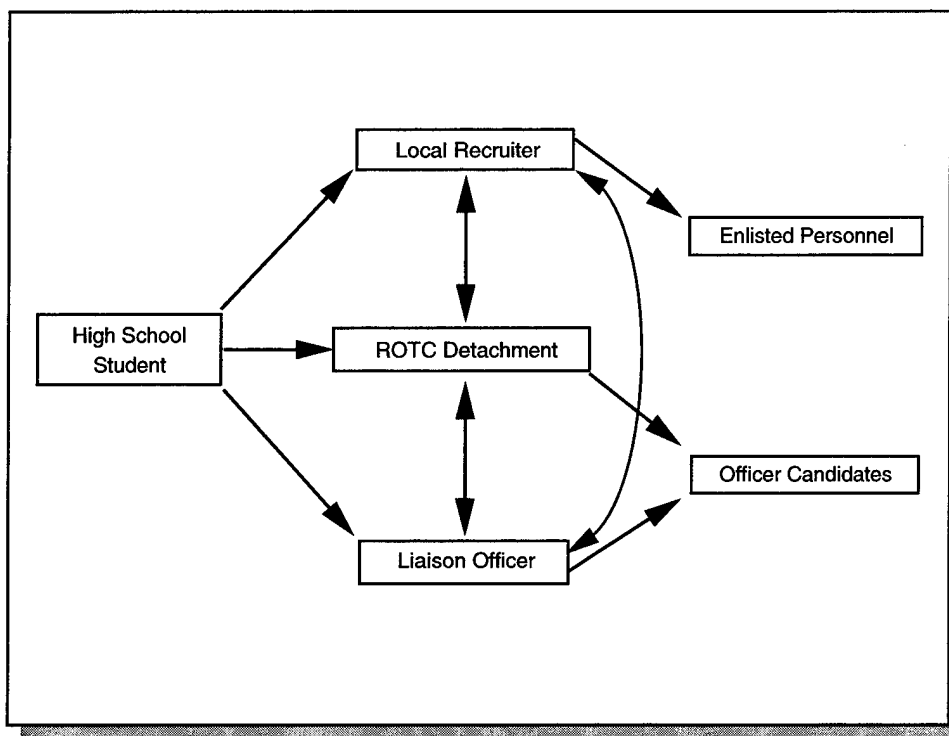 Local Recruiter
Enlisted Personnel
High School
Student
ROTC Detachment
Officer Candidates
Liaison Officer